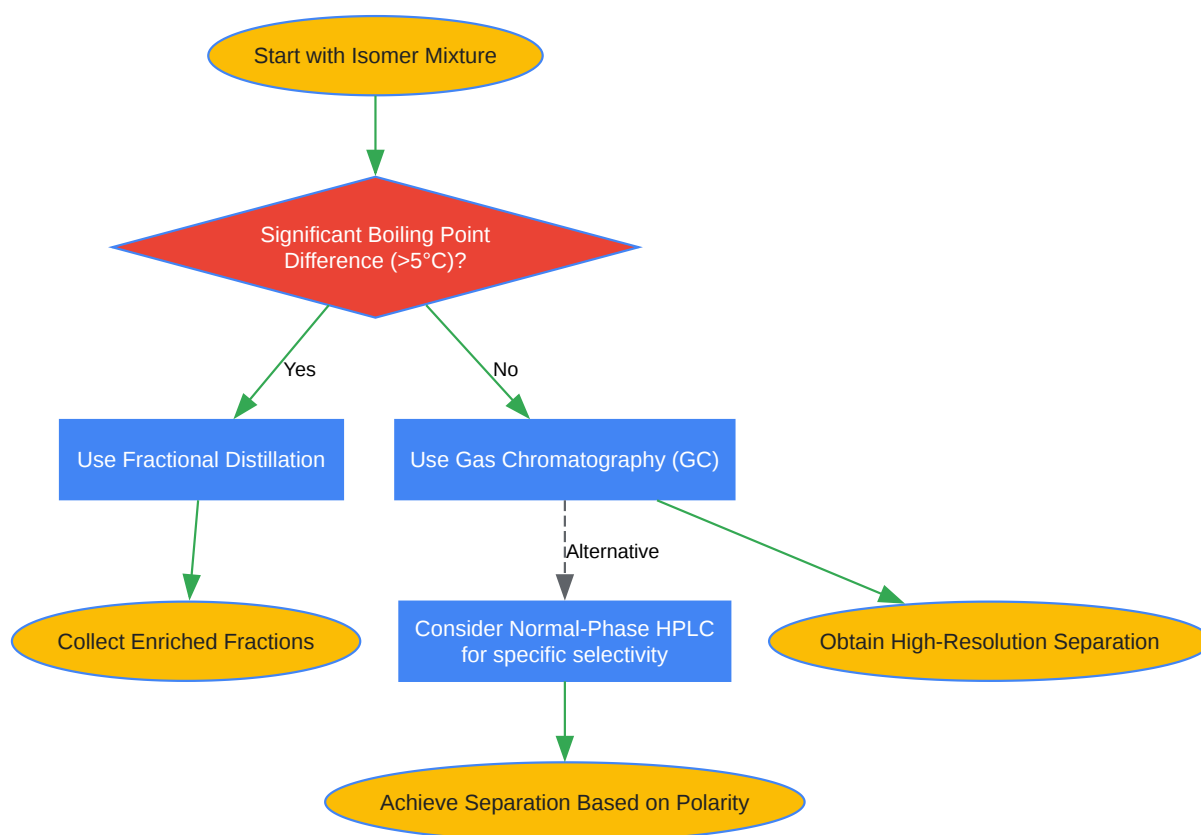 Start with Isomer Mixture
Significant Boiling Point
Difference (>5°C)?
Yes
No
Use Fractional Distillation
Use Gas Chromatography (GC)
Alternative
Collect Enriched Fractions
Consider Normal-Phase HPLC
for specific selectivity
Obtain High-Resolution Separation
Achieve Separation Based on Polarity